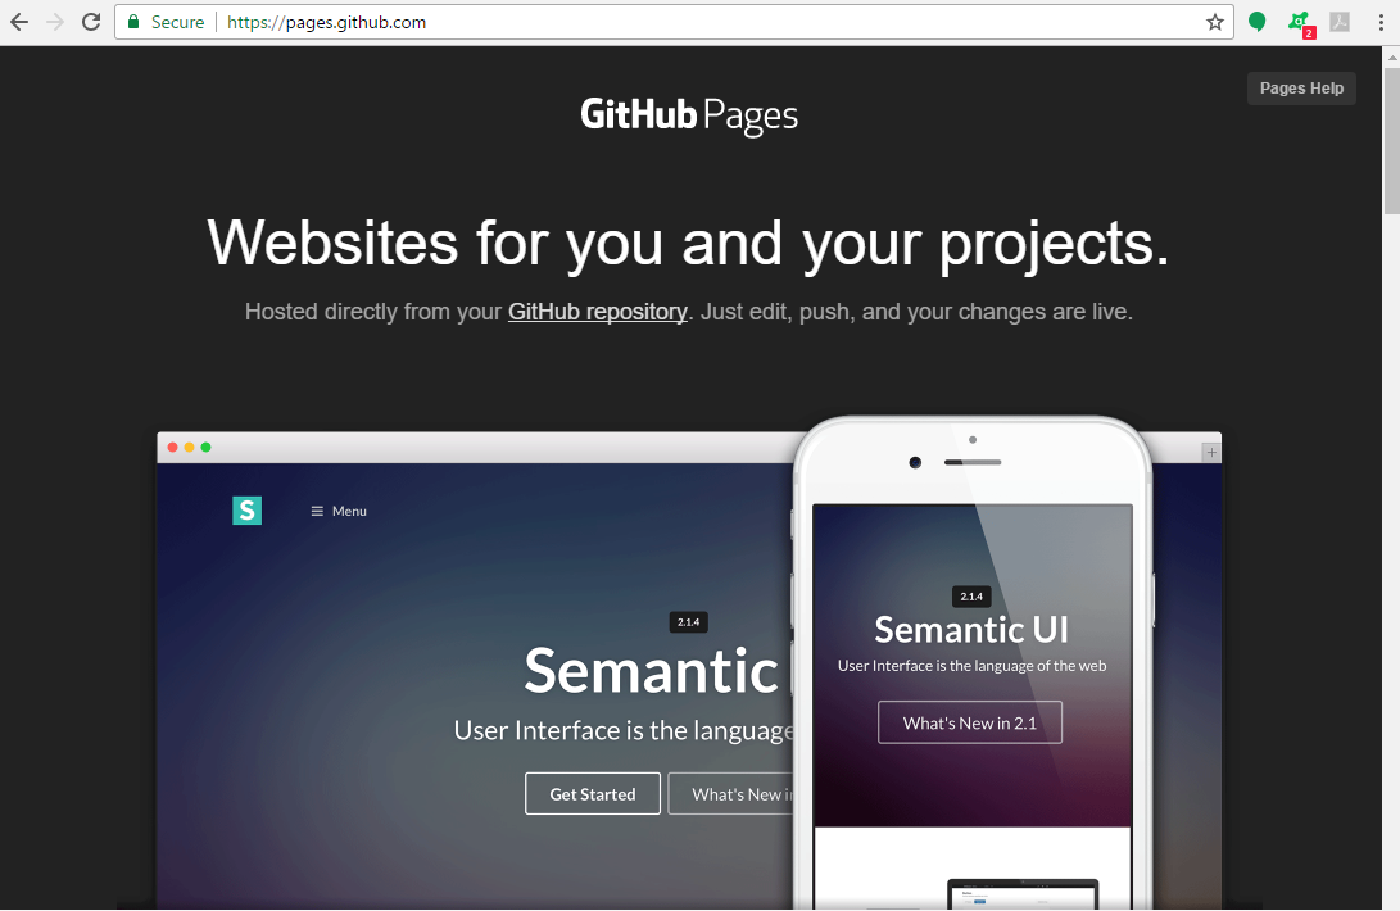 Secure https://pages.github.com
2
Pages Help
GitHub Pages
Websites for you and your projects.
Hosted directly from your GitHub repository. Just edit, push, and your changes are live.
S
Menu
2.1.4
Semantic
User Interface is the language
Get Started
What's New in
2.1.4
Semantic UI
User Interface is the language of the web
What's New in 2.1